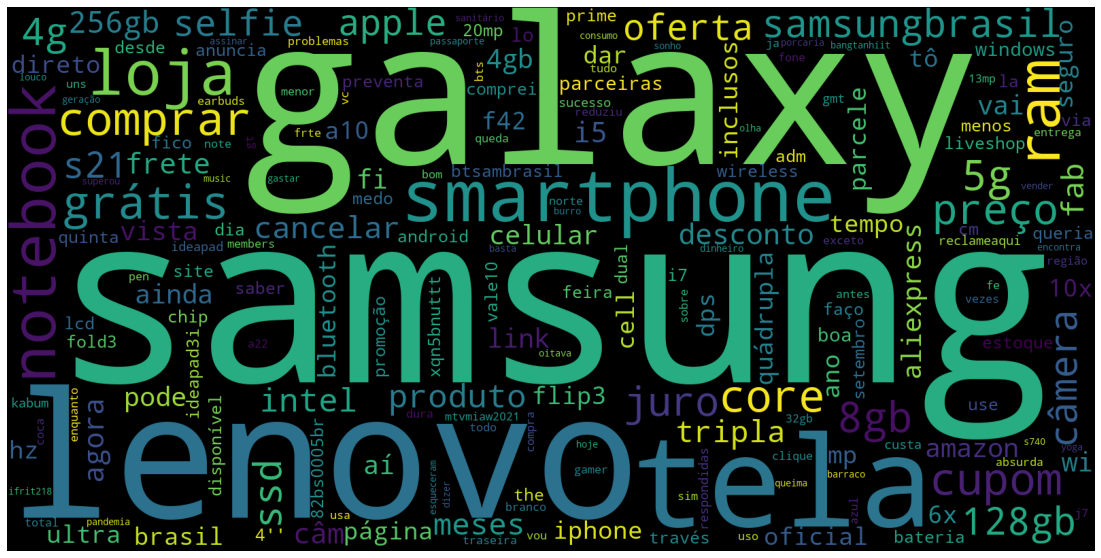 4g
256gb
selfie
apple
20mp
sanitário
lo
prime
oferta
samsungbrasil
desde
assinar
problemas
passaporte
dar
ja
porcaria
bangtanhiit
direto
anuncia
vc
bts
consumo
sonho
fone
tô
windows
louco
uns
loja
galaxy
preventa
4gb
parceiras
13mp
la
seguro
geração
earbuds
menor
tudo
comprei
sucesso
inclusos
gmt
vai
ram
notebook
comprar
note
frte
a10
reduziu
f42
i5
queda
olha
menos
via
entrega
s21
frete
fico
gt
adm
parcele
liveshop
superou
music
gastar
fi
bom
btsambrasil
wireless
5g
fab
grátis
medo
smartphone
norte
burro
preço
quinta
vista
dia
cancelar
android
celular
desconto
tempo
vender
cm
queria
ideapad
members
basta
dinheiro
exceto
reclameaqui
encontra
região
ainda
site
pen
saber
bluetooth
samsung
feira
dual
i7
antes
fe
vezes
10x
lcd
chip
promoção
xqn5bnuttt
vale10
cell
sobre
dps
quádrupla
faço
boa
aliexpress
fold3
a22
link
oitava
ano
setembro
estoque
câmera
pode
ideapad3i
intel
produto
flip3
juro
core
8gb
use
agora
disponível
dura
mtvmiaw2021
compra
32gb
custa
kabum
enquanto
lenovo
tela
tripla
amazon
s740
hz
coca
ssd
82bs0005br
aí
todo
hoje
gamer
clique
mp
absurda
yoga
wi
esqueceram
dizer
respondidas
queima
barraco
cupom
ifrit218
usa
the
sim
azul
total
pandemia
branco
meses
vou
iphone
través
uso
oficial
6x
128gb
j7
ultra
brasil
4''
câm
página
traseira
bateria